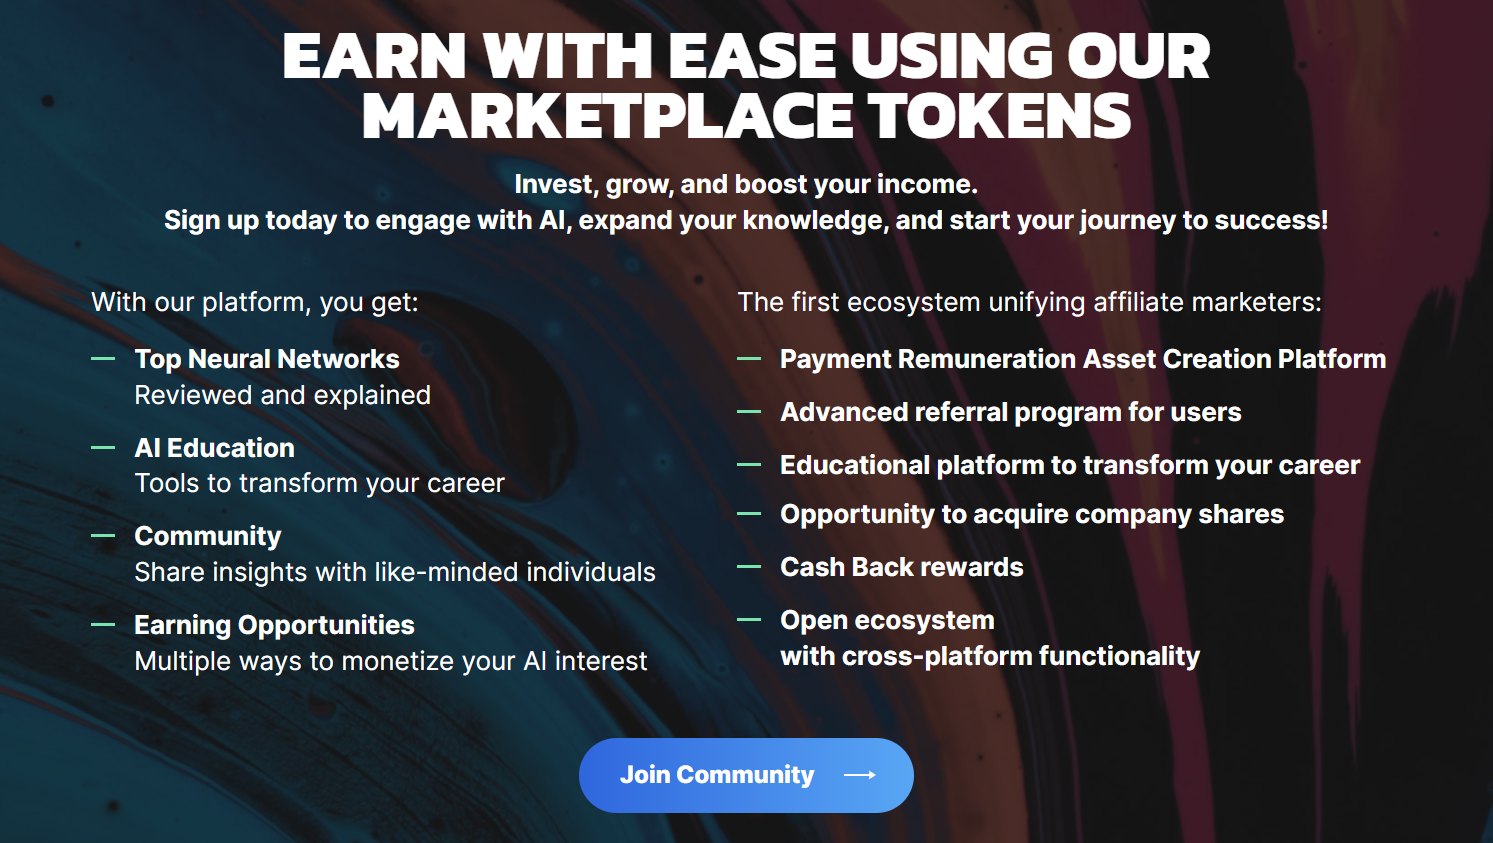 EARN WITH EASE USING OUR
MARKETPLACE TOKENS
Invest, grow, and boost your income.
Sign up today to engage with AI, expand your knowledge, and start your journey to success!
With our platform, you get:
Top Neural Networks
Reviewed and explained
AI Education
Tools to transform your career
Community
Share insights with like-minded individuals
Earning Opportunities
Multiple ways to monetize your AI interest
The first ecosystem unifying affiliate marketers:
Payment Remuneration Asset Creation Platform
Advanced referral program for users
Educational platform to transform your career
Opportunity to acquire company shares
Cash Back rewards
Open ecosystem
with cross-platform functionality
Join Community